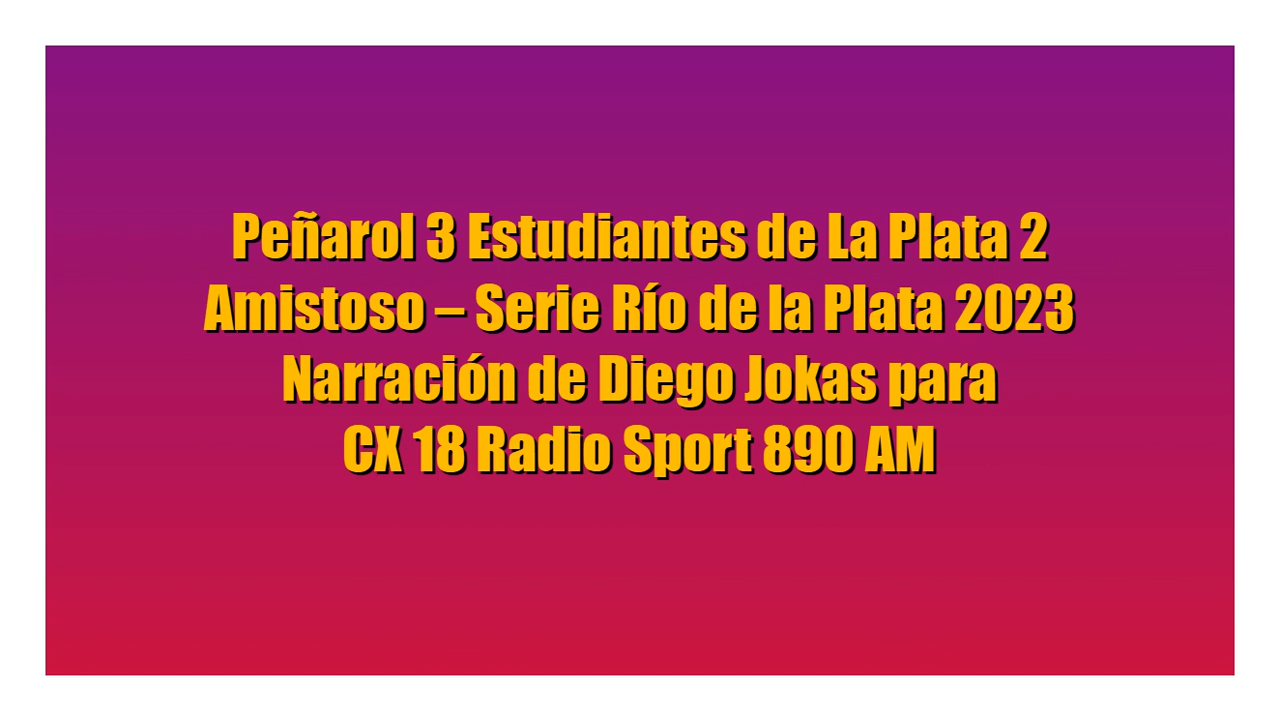 Peñarol 3 Estudiantes de La Plata 2
Amistoso – Serie Río de la Plata 2023
Narración de Diego Jokas para
CX 18 Radio Sport 890 AM